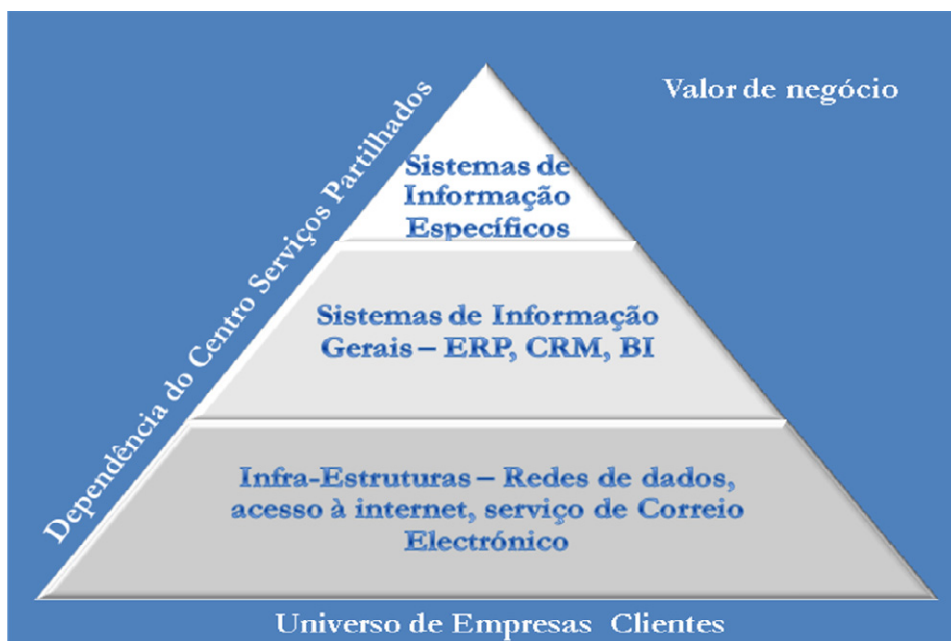 Valor de negócio
Dependência do Centro Serviços Partilhados
Sistemas de
Informação
Específicos
Sistemas de Informação
Gerais – ERP, CRM, BI
Infra-Estruturas – Redes de dados,
acesso à internet, serviço de Correio
Electrónico
Universo de Empresas Clientes